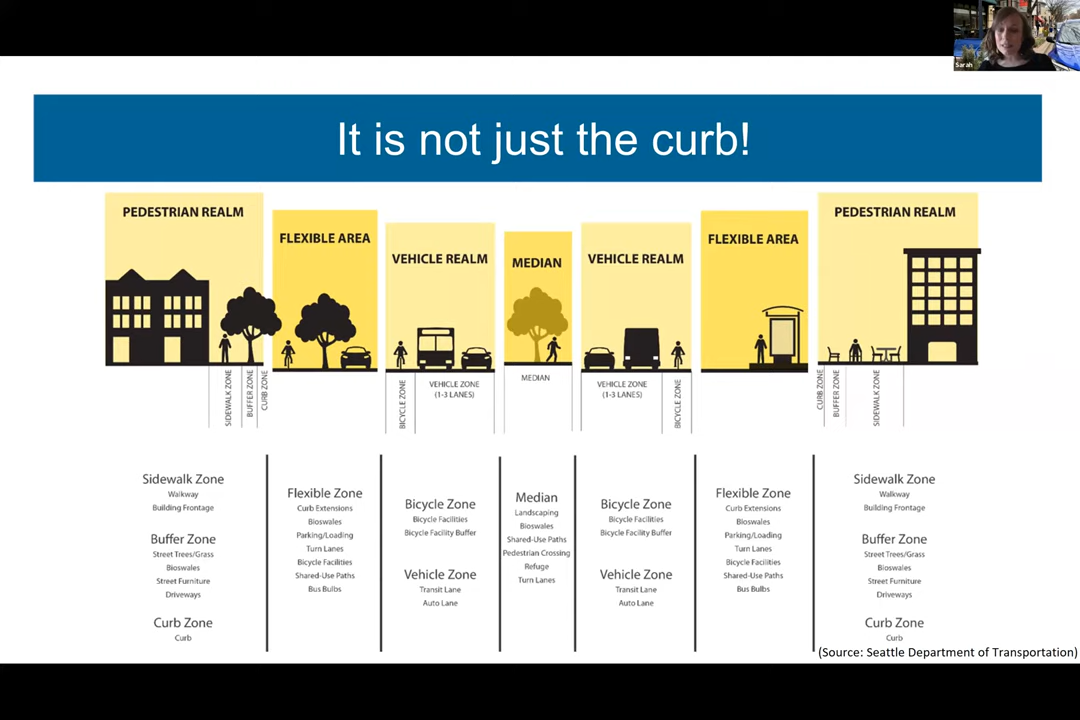 Sarah
It is not just the curb!
PEDESTRIAN REALM
FLEXIBLE AREA
VEHICLE REALM
MEDIAN
VEHICLE REALM
FLEXIBLE AREA
PEDESTRIAN REALM
SIDEWALK ZONE
BUFFER ZONE
CURB ZONE
BICYCLE ZONE
VEHICLE ZONE
(1-3 LANES)
MEDIAN
VEHICLE ZONE
(1-3 LANES)
BICYCLE ZONE
CURB ZONE
BUFFER ZONE
SIDEWALK ZONE
Sidewalk Zone
Walkway
Building Frontage
Buffer Zone
Street Trees/Grass
Bioswales
Street Furniture
Driveways
Curb Zone
Curb
Flexible Zone
Curb Extensions
Bioswales
Parking/Loading
Turn Lanes
Bicycle Facilities
Shared-Use Paths
Bus Bulbs
Bicycle Zone
Bicycle Facilities
Bicycle Facility Buffer
Vehicle Zone
Transit Lane
Auto Lane
Median
Landscaping
Bioswales
Shared-Use Paths
Pedestrian Crossing
Refuge
Turn Lanes
Bicycle Zone
Bicycle Facilities
Bicycle Facility Buffer
Vehicle Zone
Transit Lane
Auto Lane
Flexible Zone
Curb Extensions
Bioswales
Parking/Loading
Turn Lanes
Bicycle Facilities
Shared-Use Paths
Bus Bulbs
Sidewalk Zone
Walkway
Building Frontage
Buffer Zone
Street Trees/Grass
Bioswales
Street Furniture
Driveways
Curb Zone
Curb
(Source: Seattle Department of Transportation)